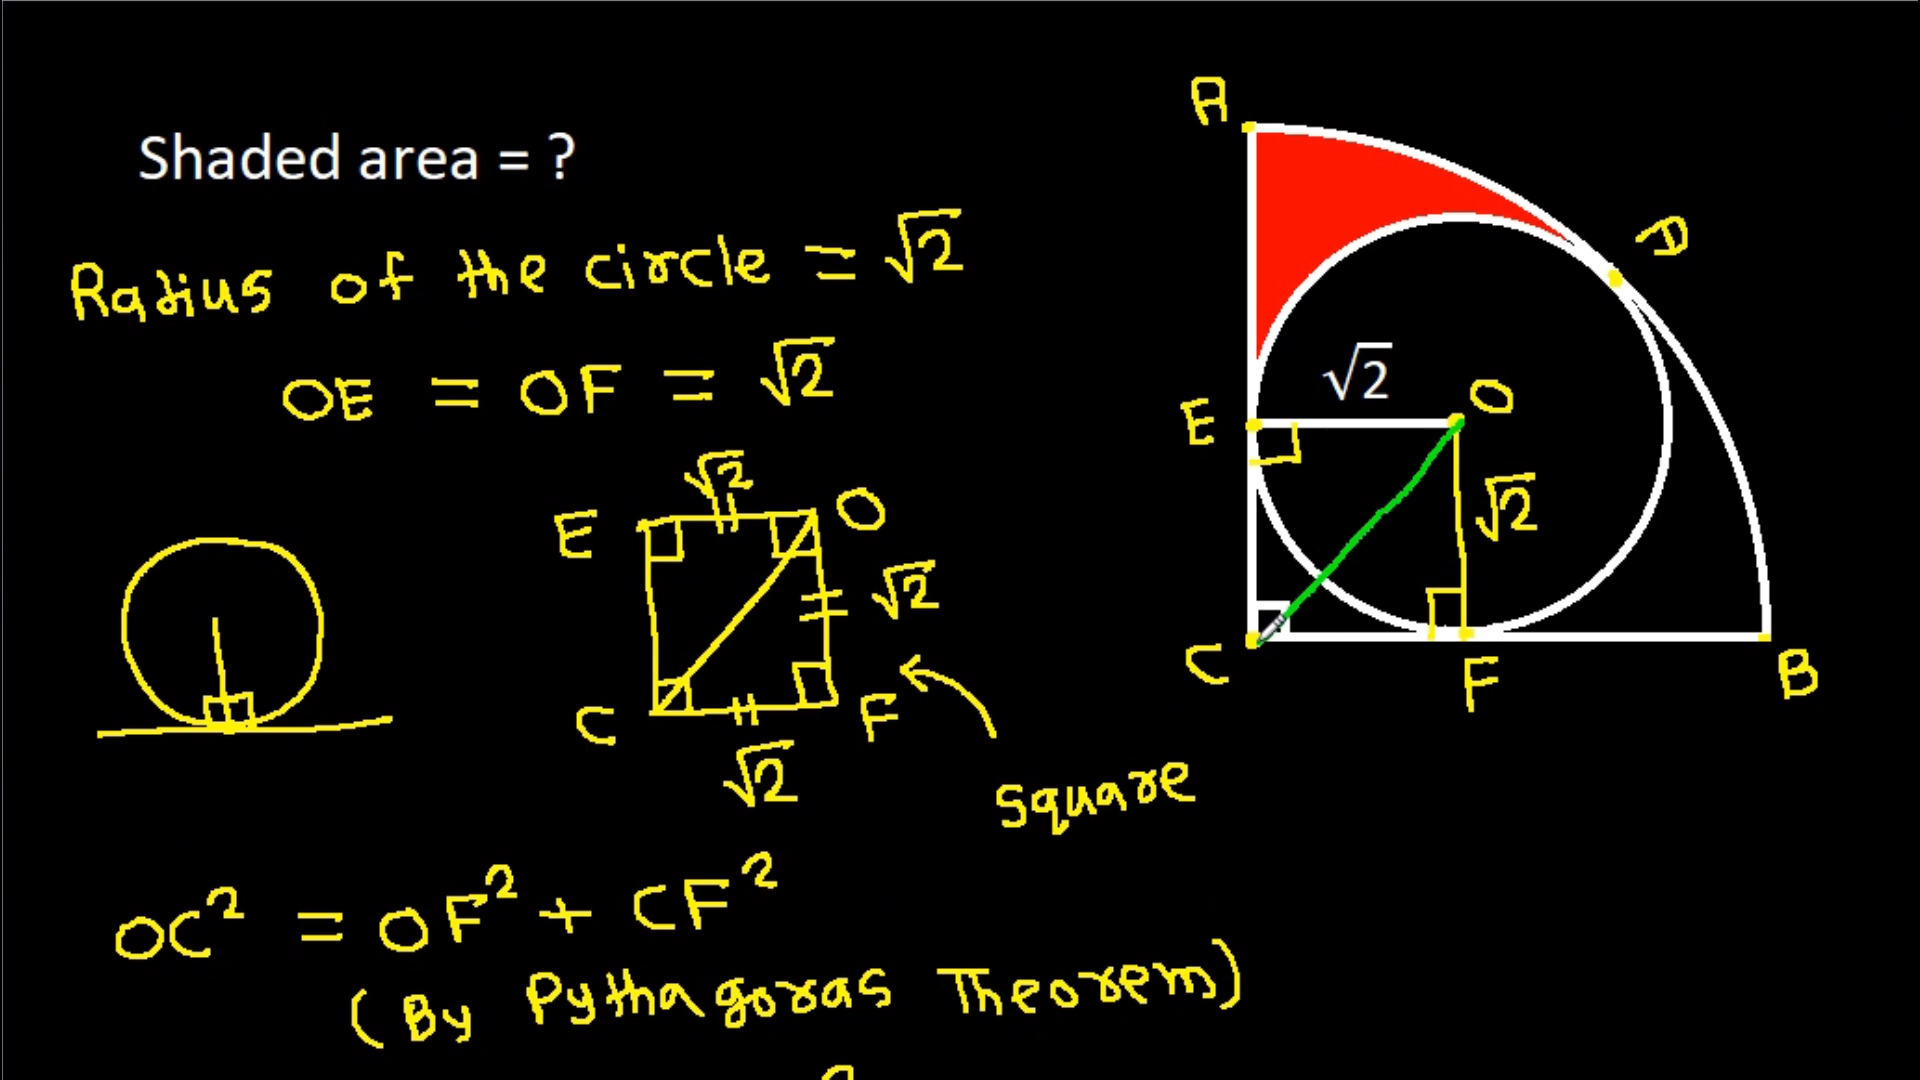 Shaded area = ?
Radius of the circle = √2
OE = OF = √2
√2
E
O
√2
C
F
√2
Square
OC² = OF² + CF²
(By Pythagoras Theorem)
A
D
√2
O
E
√2
C
F
B